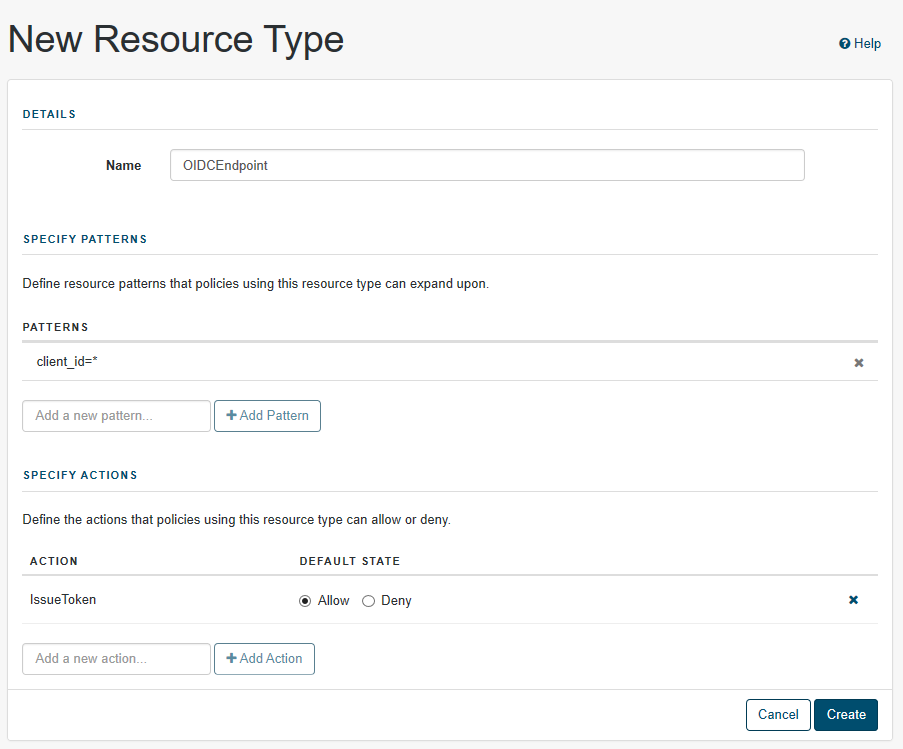 New Resource Type
Help
DETAILS
Name
OIDCEndpoint
SPECIFY PATTERNS
Define resource patterns that policies using this resource type can expand upon.
PATTERNS
client_id=*
Add a new pattern...
Add Pattern
SPECIFY ACTIONS
Define the actions that policies using this resource type can allow or deny.
ACTION DEFAULT STATE
IssueToken Allow Deny
Add a new action...
Add Action
Cancel Create